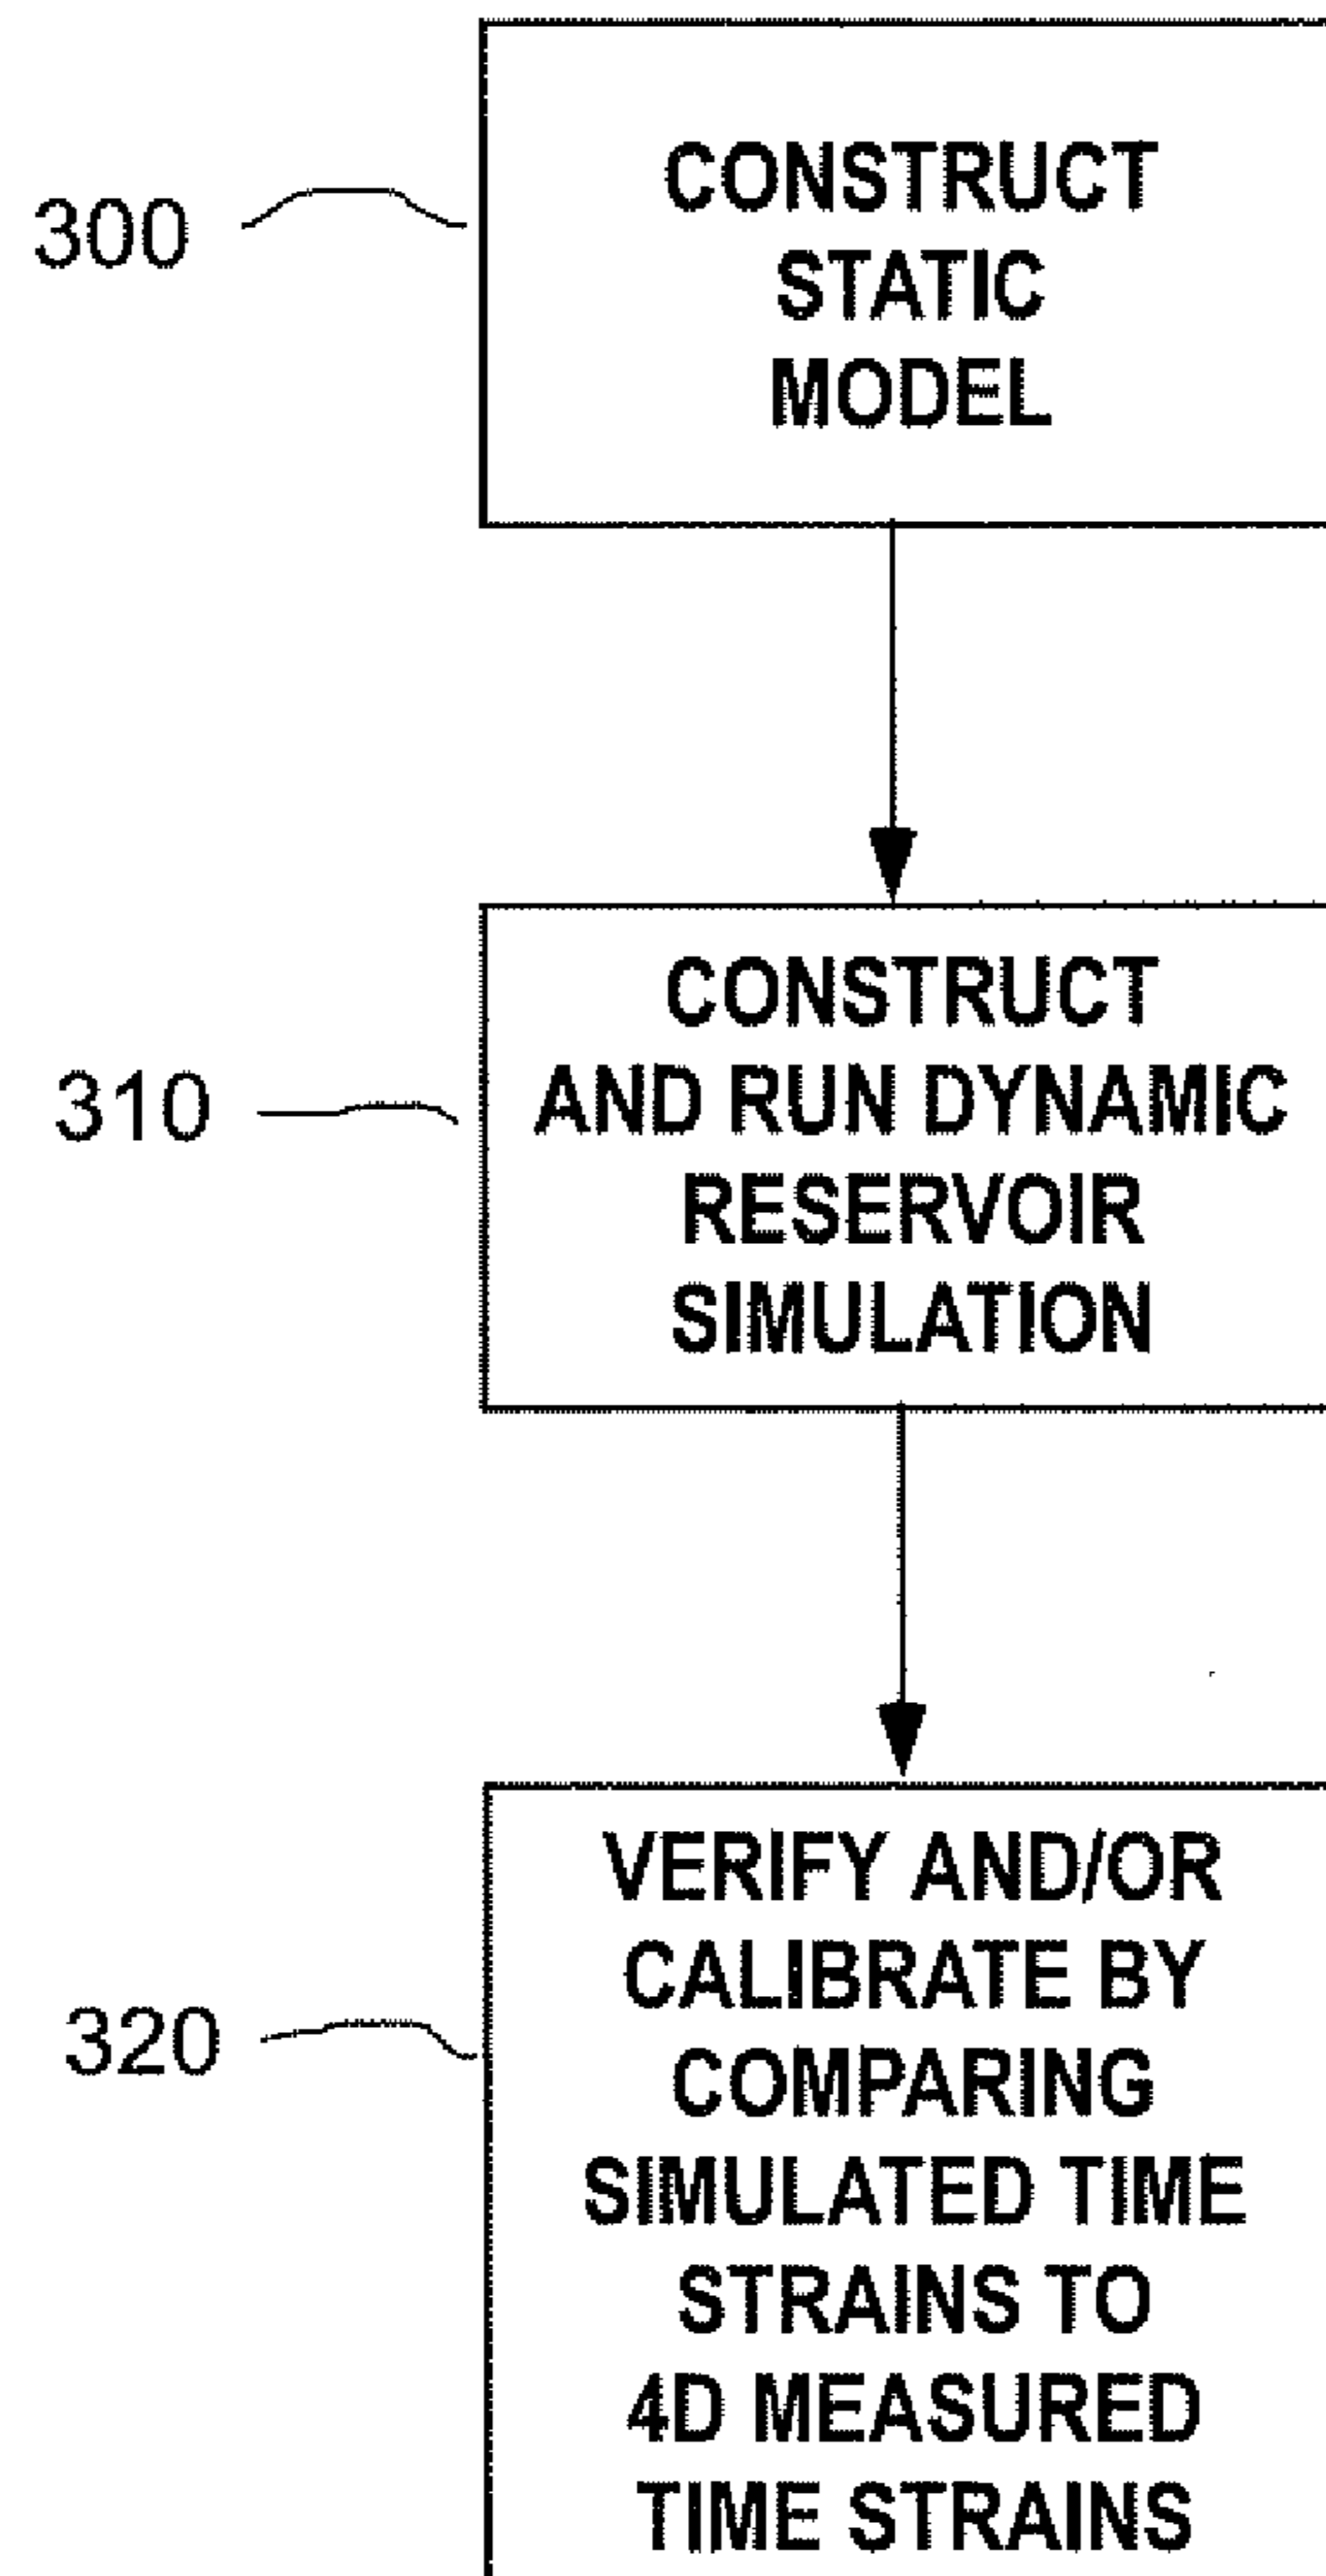 300
CONSTRUCT
STATIC
MODEL
310
CONSTRUCT
AND RUN DYNAMIC
RESERVOIR
SIMULATION
320
VERIFY AND/OR
CALIBRATE BY
COMPARING
SIMULATED TIME
STRAINS TO
4D MEASURED
TIME STRAINS